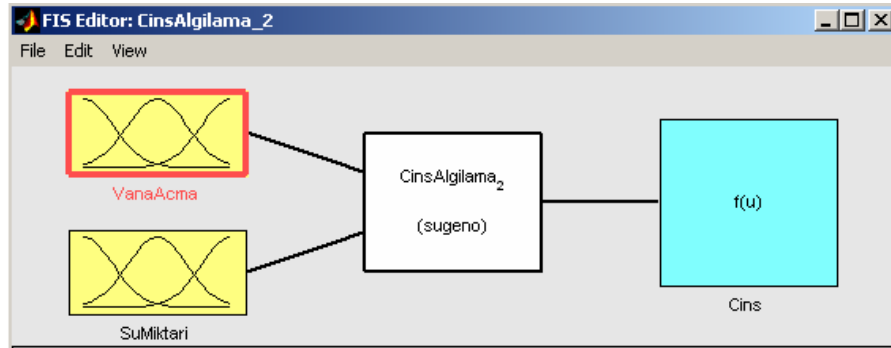 FIS Editor: CinsAlgilama_2
File Edit View
VanaAcma
SuMiktari
CinsAlgilama2
(sugeno)
f(u)
Cins